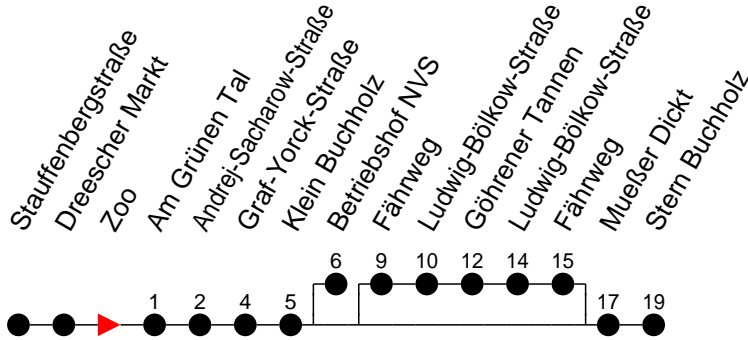 Stauffenbergstraße
Dreescher Markt
Zoo
Am Grünen Tal
Andrej-Sacharow-Straße
Graf-Yorck-Straße
Klein Buchholz
Betriebshof NVS
Fährweg
Ludwig-Bölkow-Straße
Göhrener Tannen
Ludwig-Bölkow-Straße
Fährweg
Mueßer Dickt
Stern Buchholz
6 9 10 12 14 15
1 2 4 5 17 19